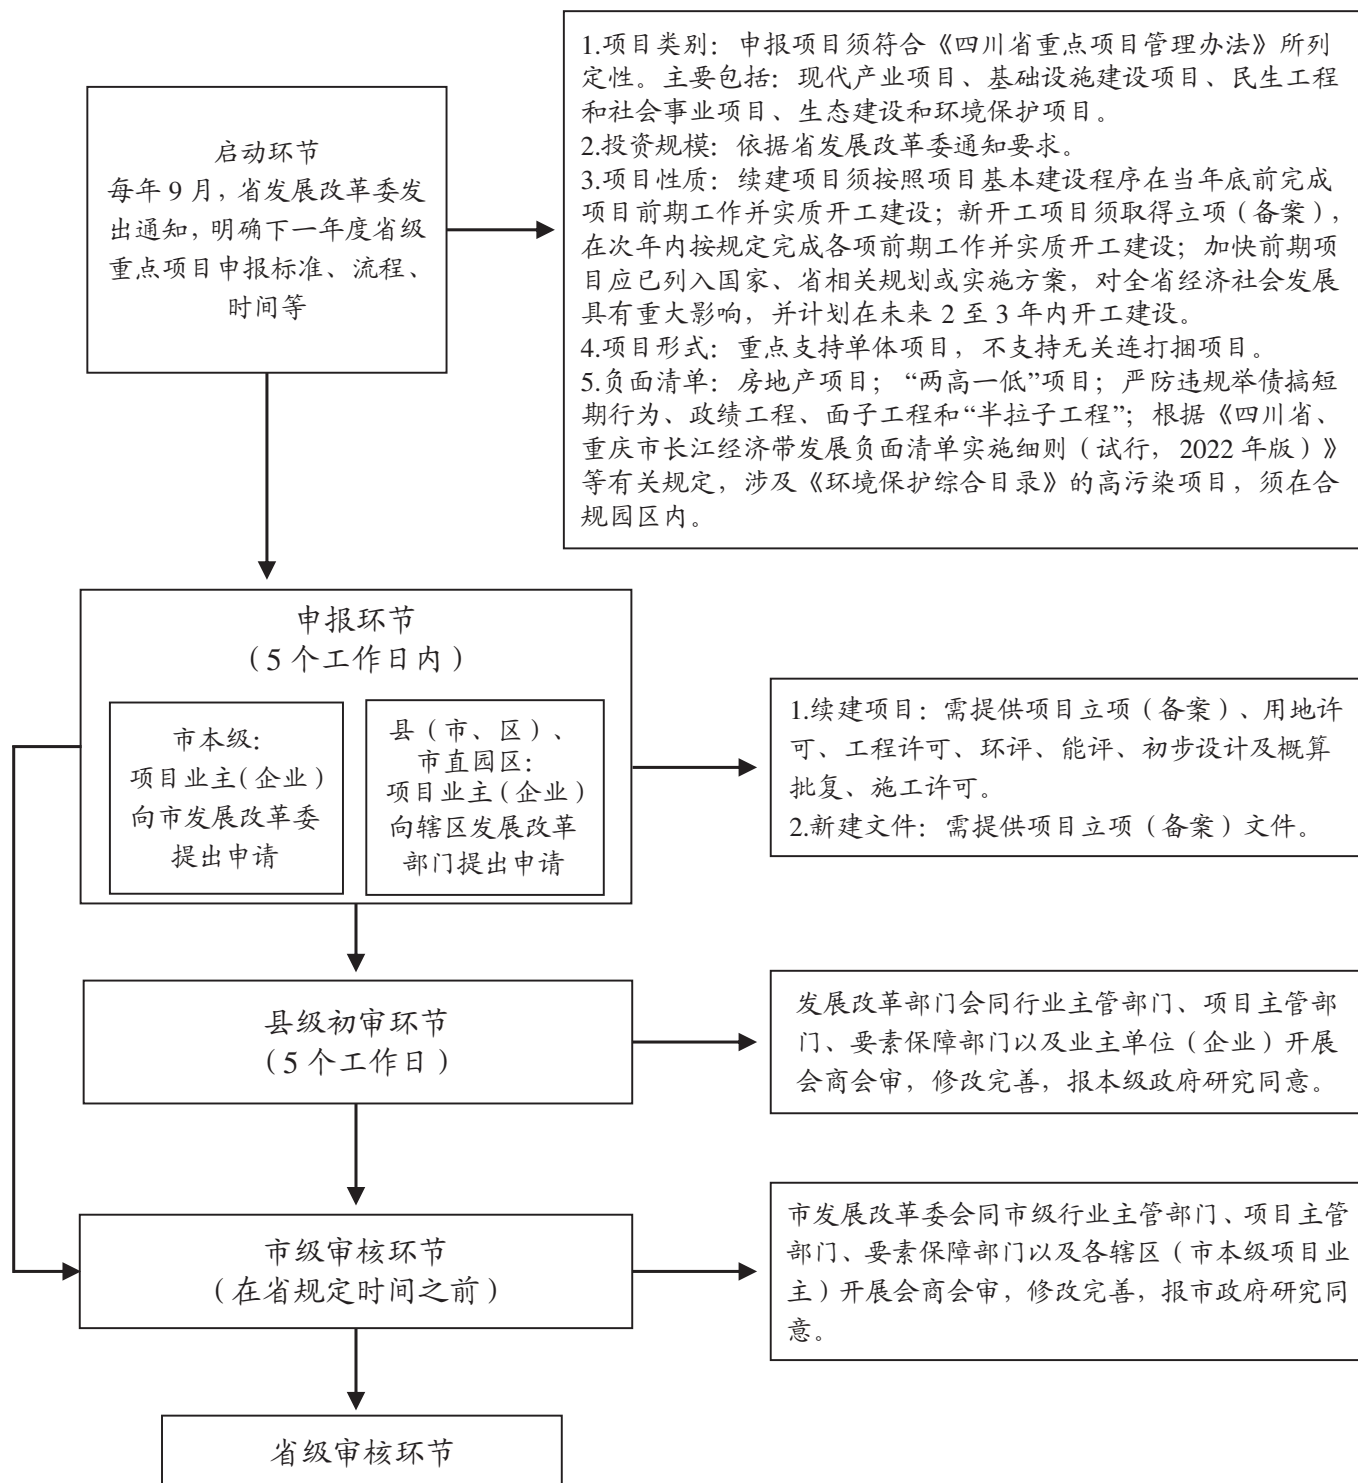 启动环节
每年 9 月，省发展改革委发
出通知，明确下一年度省级
重点项目申报标准、流程、
时间等
1.项目类别：申报项目须符合《四川省重点项目管理办法》所列
定性。主要包括：现代产业项目、基础设施建设项目、民生工程
和社会事业项目、生态建设和环境保护项目。
2.投资规模：依据省发展改革委通知要求。
3.项目性质：续建项目须按照项目基本建设程序在当年底前完成
项目前期工作并实质开工建设；新开工项目须取得立项（备案），
在次年内按规定完成各项前期工作并实质开工建设；加快前期项
目应已列入国家、省相关规划或实施方案，对全省经济社会发展
具有重大影响，并计划在未来 2 至 3 年内开工建设。
4.项目形式：重点支持单体项目，不支持无关连打捆项目。
5.负面清单：房地产项目；“两高一低”项目；严防违规举债搞短
期行为、政绩工程、面子工程和“半拉子工程”；根据《四川省、
重庆市长江经济带发展负面清单实施细则（试行，2022 年版）》
等有关规定，涉及《环境保护综合目录》的高污染项目，须在合
规园区内。
申报环节
（5 个工作日内）
市本级：
项目业主（企业）
向市发展改革委
提出申请
县（市、区）、
市直园区：
项目业主（企业）
向辖区发展改革
部门提出申请
1.续建项目：需提供项目立项（备案）、用地许
可、工程许可、环评、能评、初步设计及概算
批复、施工许可。
2.新建文件：需提供项目立项（备案）文件。
县级初审环节
（5 个工作日）
发展改革部门会同行业主管部门、项目主管部
门、要素保障部门以及业主单位（企业）开展
会商会审，修改完善，报本级政府研究同意。
市级审核环节
（在省规定时间之前）
市发展改革委会同市级行业主管部门、项目主管
部门、要素保障部门以及各辖区（市本级项目业
主）开展会商会审，修改完善，报市政府研究同
意。
省级审核环节